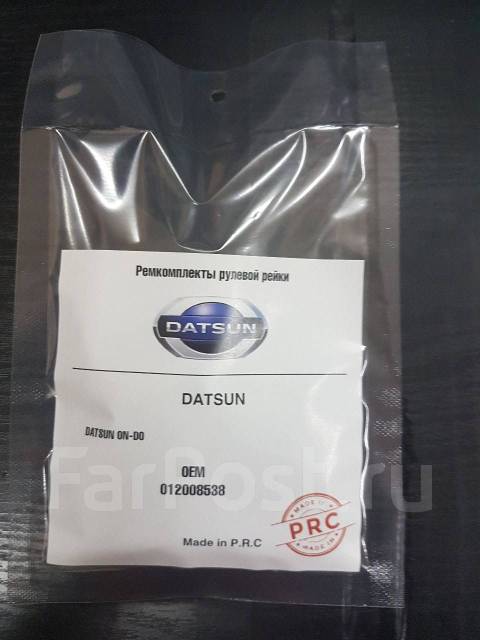 Ремкомплекты рулевой рейки
DATSUN
DATSUN
DATSUN ON-DO
OEM
012008538
FarPost.ru
Made in P.R.C
MADE IN
PRC
MADE IN